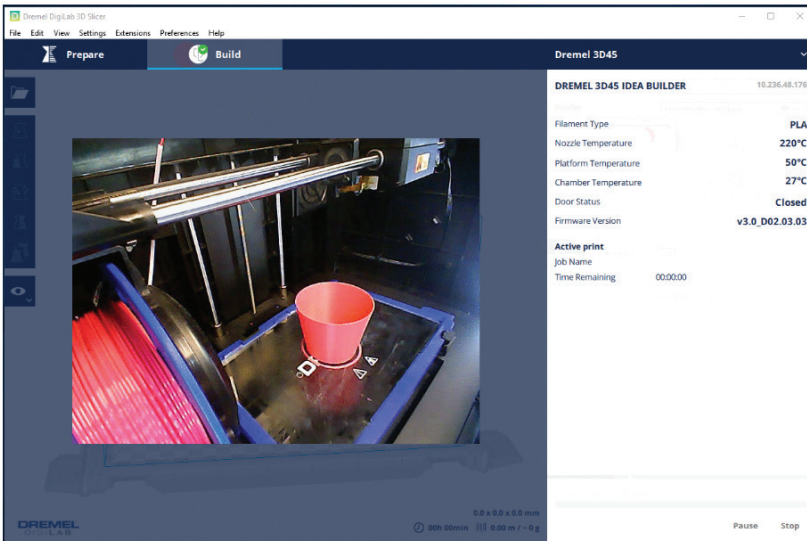 Dremel DigiLab 3D Slicer
File Edit View Settings Extensions Preferences Help
Prepare Build Dremel 3D45
DREMEL 3D45 IDEA BUILDER 10.236.48.176
Filament Type PLA
Nozzle Temperature 220°C
Platform Temperature 50°C
Chamber Temperature 27°C
Door Status Closed
Firmware Version v3.0_D02.03.03
Active print
Job Name
Time Remaining 00:00:00
0.0 x 0.0 x 0.0 mm
00h 00min 0.00 m / ~ 0 g
DREMEL
DIGILAB
Pause Stop